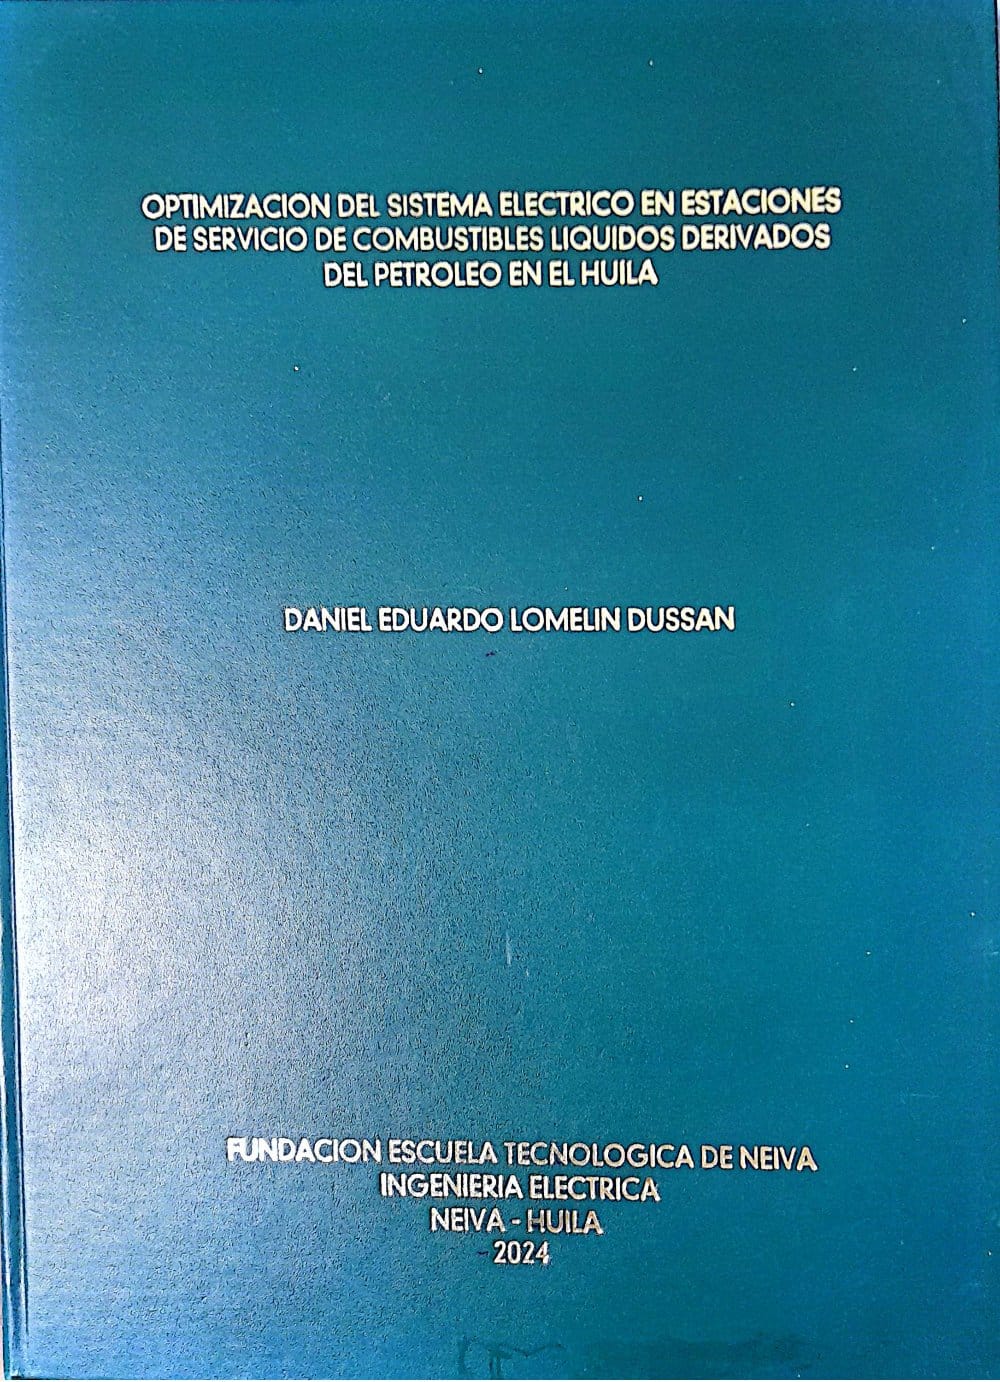 OPTIMIZACION DEL SISTEMA ELECTRICO EN ESTACIONES
DE SERVICIO DE COMBUSTIBLES LIQUIDOS DERIVADOS
DEL PETROLEO EN EL HUILA
DANIEL EDUARDO LOMELIN DUSSAN
FUNDACION ESCUELA TECNOLOGICA DE NEIVA
INGENIERIA ELECTRICA
NEIVA - HUILA
2024